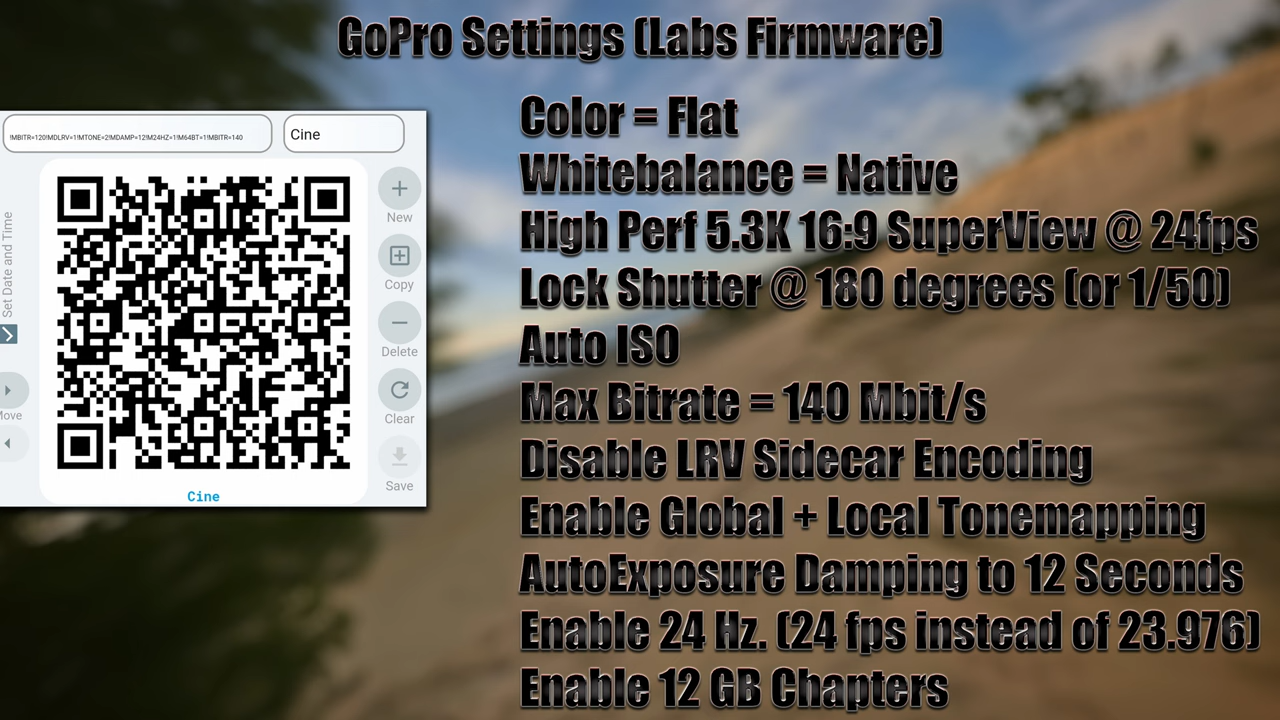 GoPro Settings (Labs Firmware)
!MBITR=120!MDLRV=1!MTONE=2!MDAMP=12!M24HZ=1!M64BT=1!MBITR=140
Cine
Set Date and Time
Move
New
Copy
Delete
Clear
Save
Cine
Color = Flat
Whitebalance = Native
High Perf 5.3K 16:9 SuperView @ 24fps
Lock Shutter @ 180 degrees (or 1/50)
Auto ISO
Max Bitrate = 140 Mbit/s
Disable LRV Sidecar Encoding
Enable Global + Local Tonemapping
AutoExposure Damping to 12 Seconds
Enable 24 Hz. (24 fps instead of 23.976)
Enable 12 GB Chapters